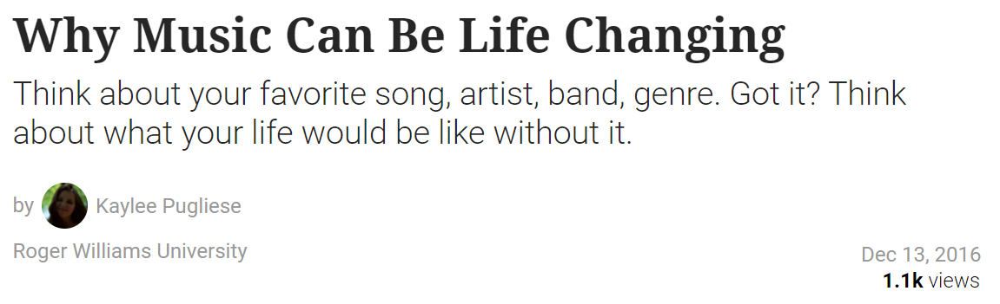 Why Music Can Be Life Changing
Think about your favorite song, artist, band, genre. Got it? Think
about what your life would be like without it.
by Kaylee Pugliese
Roger Williams University
Dec 13, 2016
1.1k views